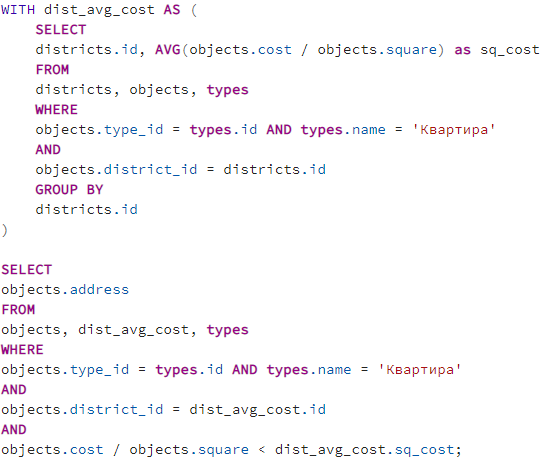 WITH dist_avg_cost AS (
    SELECT
    districts.id, AVG(objects.cost / objects.square) as sq_cost
    FROM
    districts, objects, types
    WHERE
    objects.type_id = types.id AND types.name = 'Квартира'
    AND
    objects.district_id = districts.id
    GROUP BY
    districts.id
)

SELECT
objects.address
FROM
objects, dist_avg_cost, types
WHERE
objects.type_id = types.id AND types.name = 'Квартира'
AND
objects.district_id = dist_avg_cost.id
AND
objects.cost / objects.square < dist_avg_cost.sq_cost;